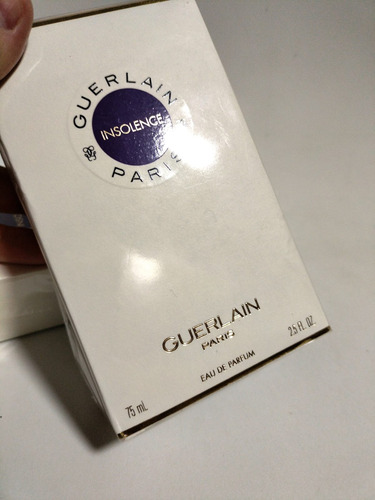 GUERLAIN
INSOLENCE
PARIS
GUERLAIN
PARIS
EAU DE PARFUM
75 mL 2.5 fl. oz.